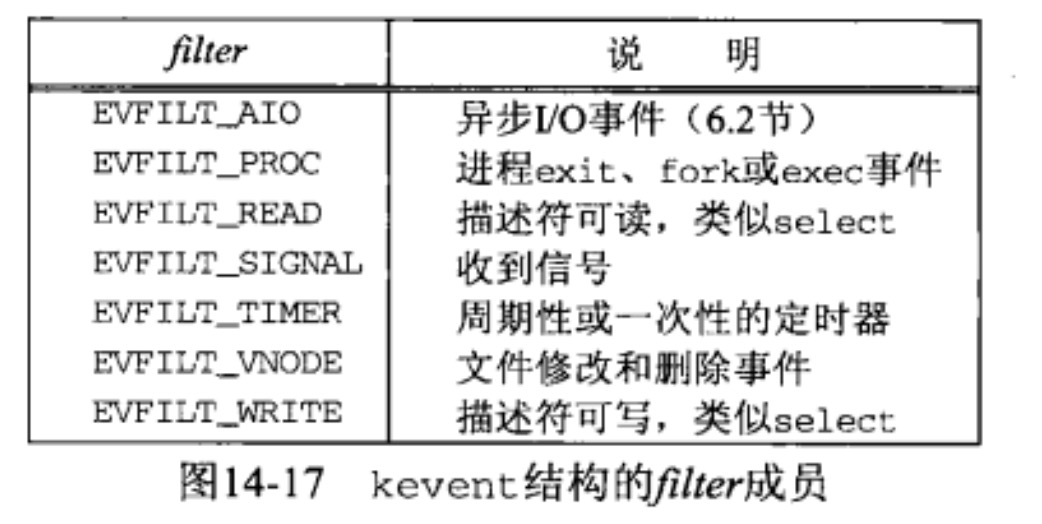 filter 说 明
EVFILT_AIO 异步I/O事件（6.2节）
EVFILT_PROC 进程exit、fork或exec事件
EVFILT_READ 描述符可读，类似select
EVFILT_SIGNAL 收到信号
EVFILT_TIMER 周期性或一次性的定时器
EVFILT_VNODE 文件修改和删除事件
EVFILT_WRITE 描述符可写，类似select
图14-17 kevent结构的filter成员